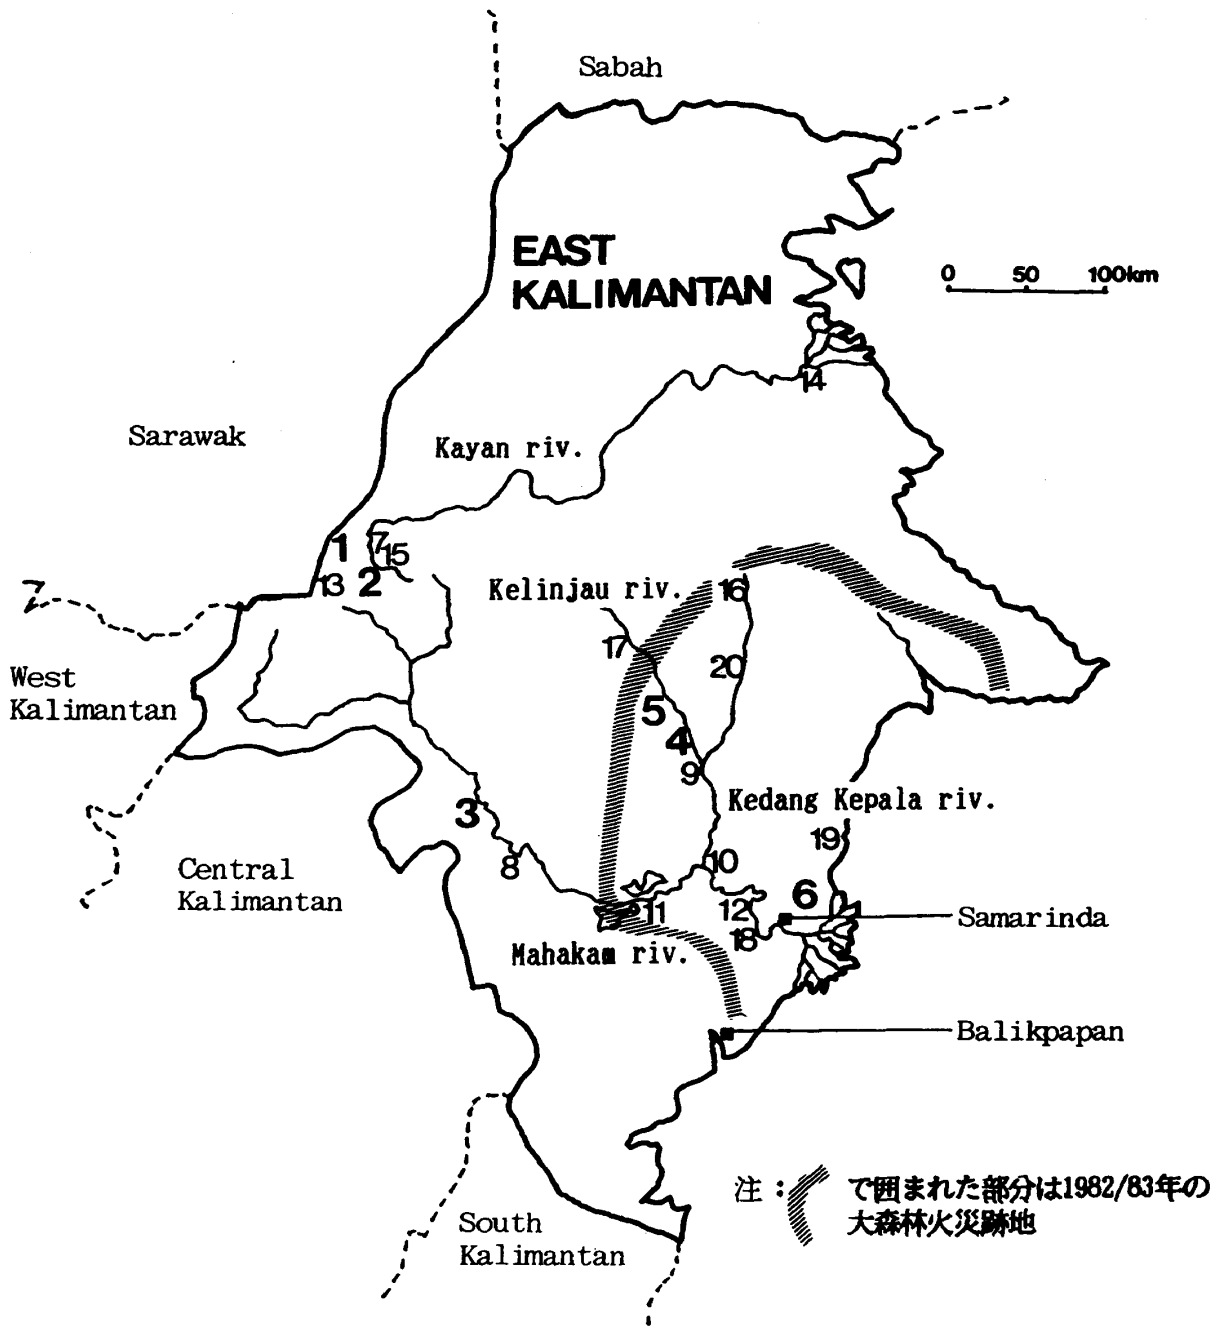 Sabah
EAST
KALIMANTAN
0 50 100km
14
Sarawak
Kayan riv.
1
7
15
13
2
Kelinjau riv.
16
17
20
West
Kalimantan
5
4
9
3
Kedang Kepala riv.
19
8
10
Central
Kalimantan
6
11
12
Samarinda
18
Mahakam riv.
Balikpapan
注：で囲まれた部分は1982/83年の
大森林火災跡地
South
Kalimantan